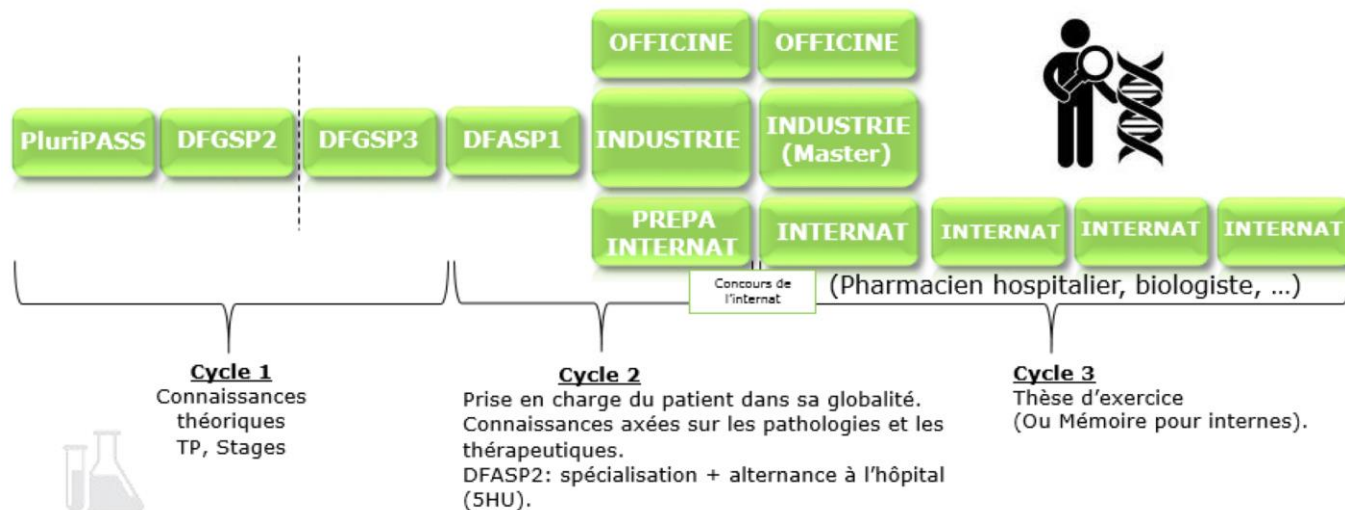 OFFICINE
OFFICINE
PluriPASS
DFGSP2
DFGSP3
DFASP1
INDUSTRIE
INDUSTRIE
(Master)
PREPA
INTERNAT
INTERNAT
INTERNAT
INTERNAT
INTERNAT
Concours de
l'internat
(Pharmacien hospitalier, biologiste, ...)
Cycle 1
Connaissances
théoriques
TP, Stages
Cycle 2
Prise en charge du patient dans sa globalité.
Connaissances axées sur les pathologies et les
thérapeutiques.
DFASP2: spécialisation + alternance à l'hôpital
(5HU).
Cycle 3
Thèse d'exercice
(Ou Mémoire pour internes).